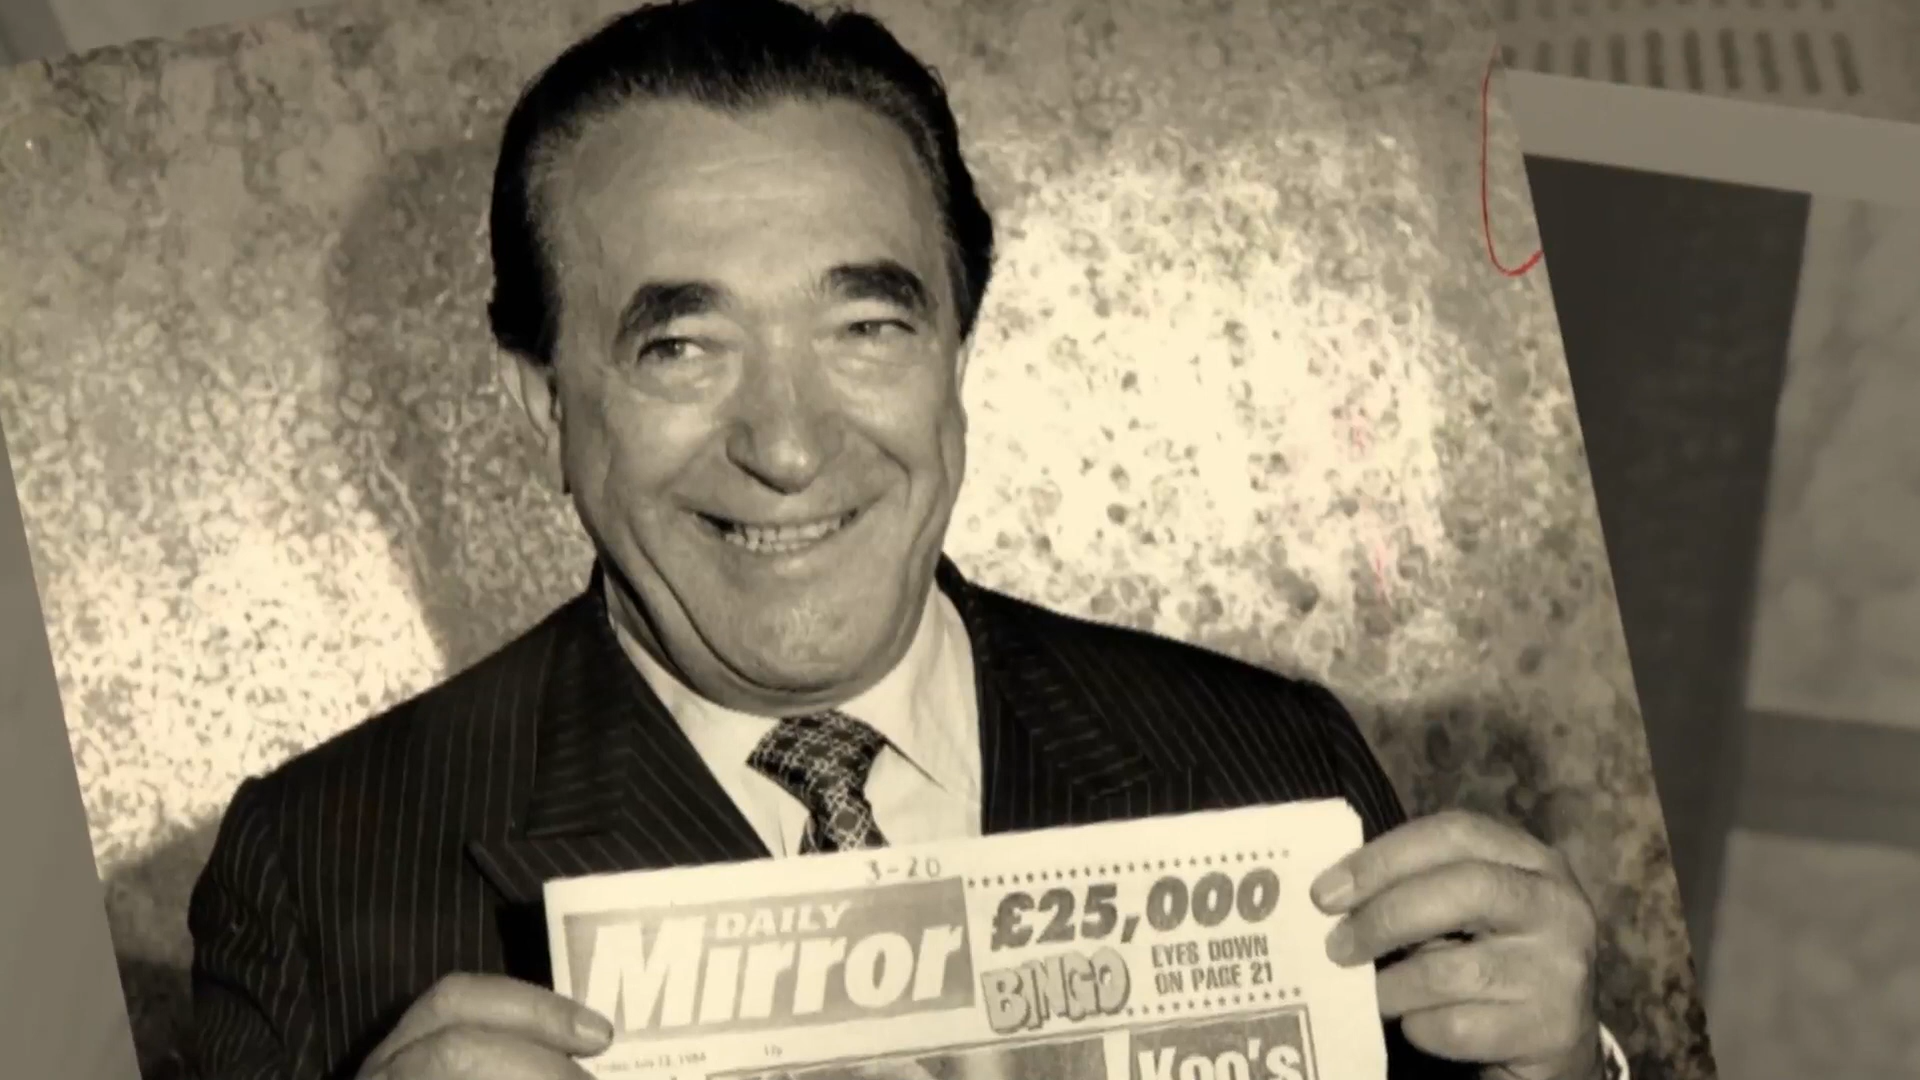 3-20
DAILY
Mirror
£25,000
BINGO
EYES DOWN
ON PAGE 21
Koo's